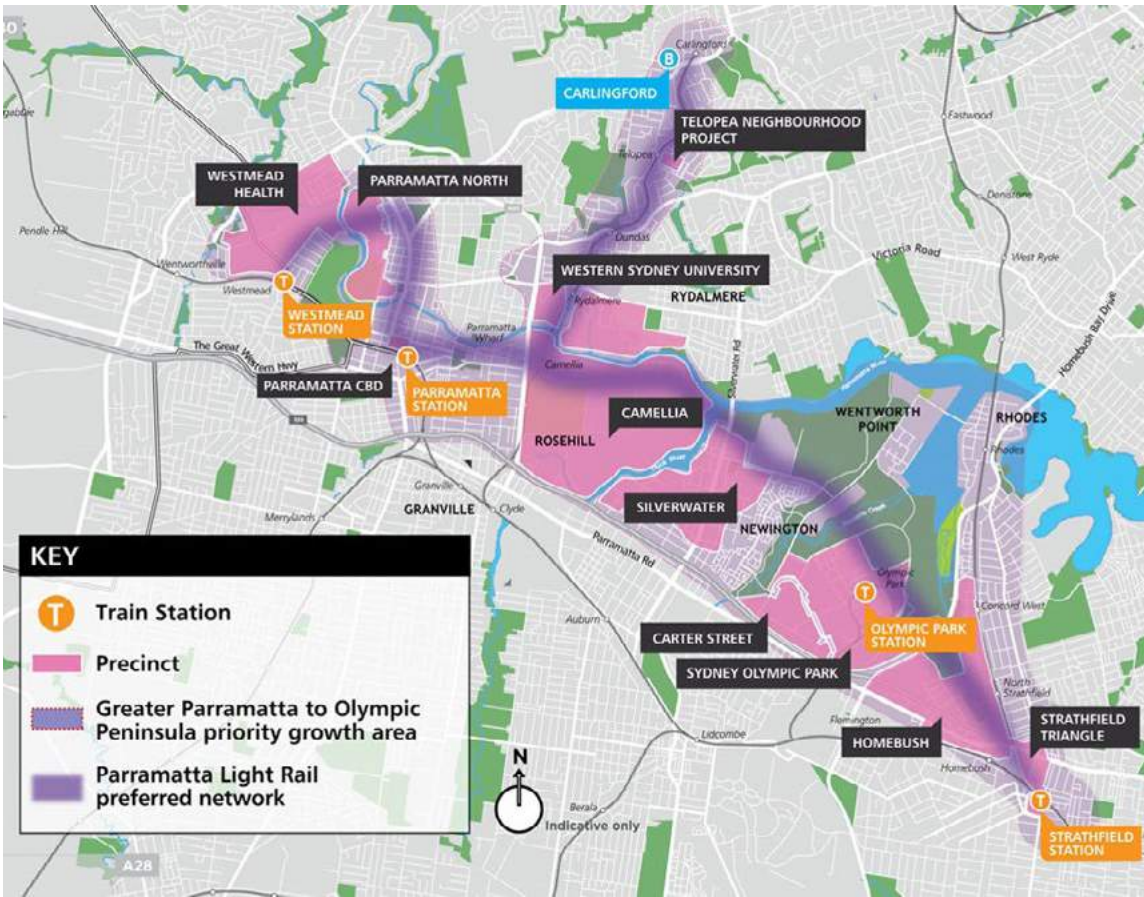 Carlingford
B
CARLINGFORD
TELOPEA NEIGHBOURHOOD
PROJECT
Eastwood
Telopea
WESTMEAD
HEALTH
PARRAMATTA NORTH
Denistone
Pendle Hill
Dundas
Victoria Road
West Ryde
Wentworthville
WESTERN SYDNEY UNIVERSITY
Westmead
T
Rydalmere
RYDALMERE
WESTMEAD
STATION
Parramatta
Wharf
Silverwater Rd
Homebush Bay Drive
The Great Western Hwy
T
Camellia
Parramatta River
PARRAMATTA CBD
PARRAMATTA
STATION
CAMELLIA
WENTWORTH
POINT
RHODES
ROSEHILL
Rhodes
Duck River
Granville
SILVERWATER
GRANVILLE
Clyde
NEWINGTON
Merrylands
Parramatta Rd
KEY
T
Train Station
Precinct
Greater Parramatta to Olympic
Peninsula priority growth area
Parramatta Light Rail
preferred network
Olympic
Park
T
Auburn
Concord West
CARTER STREET
OLYMPIC PARK
STATION
SYDNEY OLYMPIC PARK
North
Strathfield
Flemington
STRATHFIELD
TRIANGLE
Lidcombe
HOMEBUSH
Homebush
N
T
Berala
Indicative only
STRATHFIELD
STATION
A28